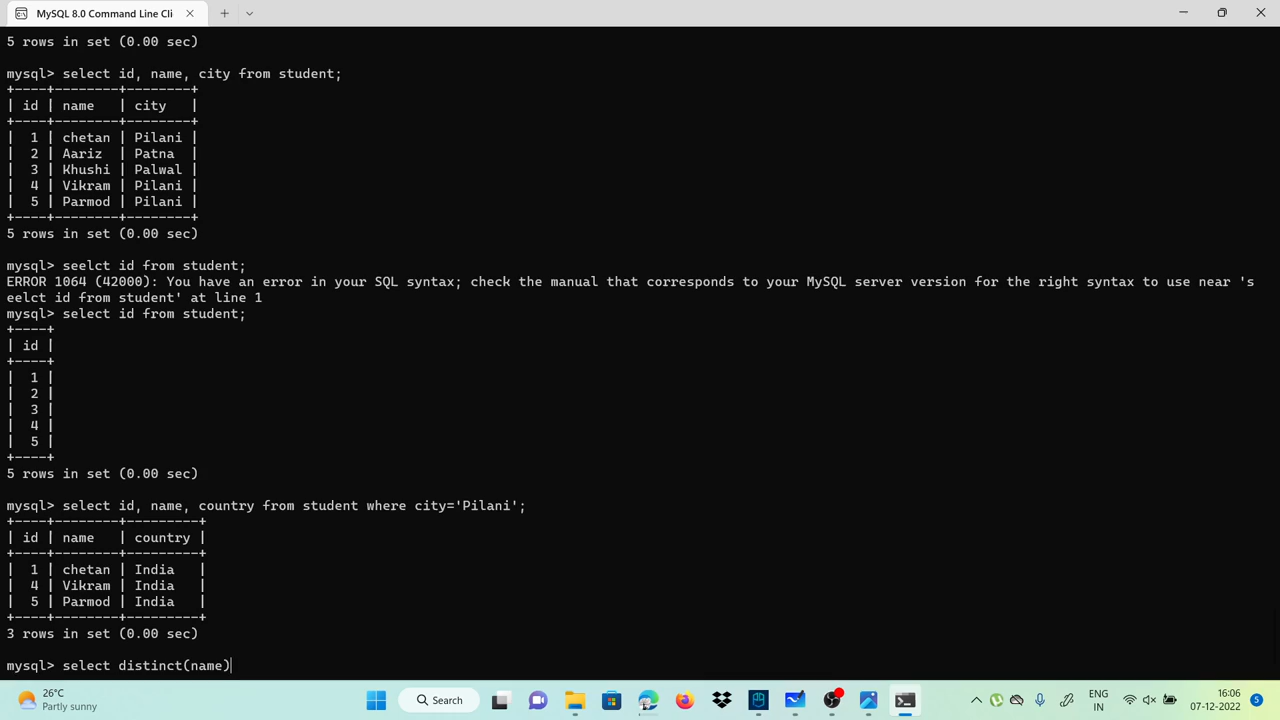 MySQL 8.0 Command Line Cli
5 rows in set (0.00 sec)
mysql> select id, name, city from student;
+----+--------+--------+
| id | name   | city   |
+----+--------+--------+
|  1 | chetan | Pilani |
|  2 | Aariz  | Patna  |
|  3 | Khushi | Palwal |
|  4 | Vikram | Pilani |
|  5 | Parmod | Pilani |
+----+--------+--------+
5 rows in set (0.00 sec)
mysql> seelct id from student;
ERROR 1064 (42000): You have an error in your SQL syntax; check the manual that corresponds to your MySQL server version for the right syntax to use near 's
eelct id from student' at line 1
mysql> select id from student;
+----+
| id |
+----+
|  1 |
|  2 |
|  3 |
|  4 |
|  5 |
+----+
5 rows in set (0.00 sec)
mysql> select id, name, country from student where city='Pilani';
+----+--------+---------+
| id | name   | country |
+----+--------+---------+
|  1 | chetan | India   |
|  4 | Vikram | India   |
|  5 | Parmod | India   |
+----+--------+---------+
3 rows in set (0.00 sec)
mysql> select distinct(name)
26°C
Partly sunny
Search
ENG
IN
16:06
07-12-2022
5